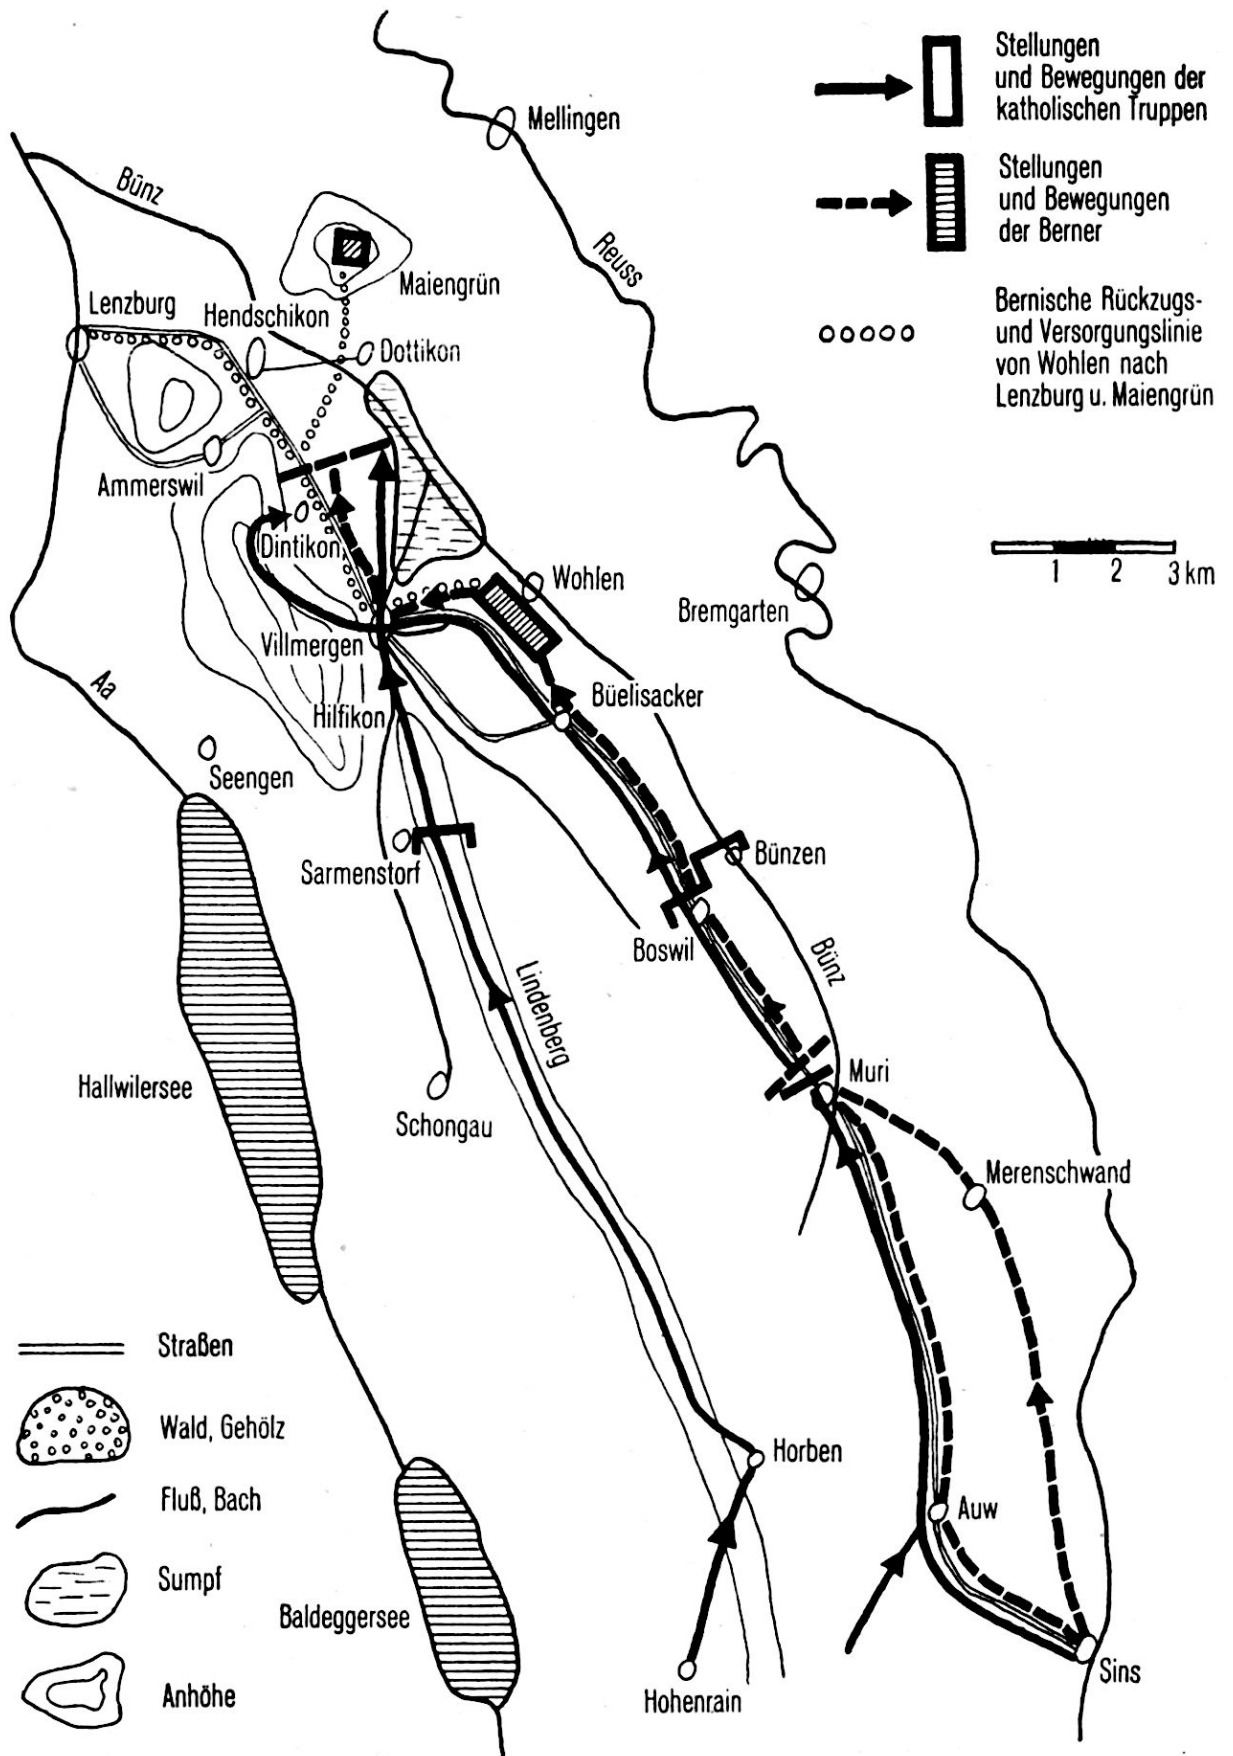 Stellungen
und Bewegungen der
katholischen Truppen
Stellungen
und Bewegungen
der Berner
Bernische Rückzugs-
und Versorgungslinie
von Wohlen nach
Lenzburg u. Maiengrün
Mellingen
Bünz
Reuss
Maiengrün
Lenzburg
Hendschikon
Dottikon
Ammerswil
Dintikon
Wohlen
1 2 3 km
Bremgarten
Villmergen
Büelisacker
Aa
Hilfikon
Seengen
Sarmenstorf
Bünzen
Boswil
Bünz
Lindenberg
Hallwilersee
Muri
Schongau
Merenschwand
Straßen
Wald, Gehölz
Horben
Fluß, Bach
Auw
Sumpf
Baldeggersee
Sins
Anhöhe
Hohenrain